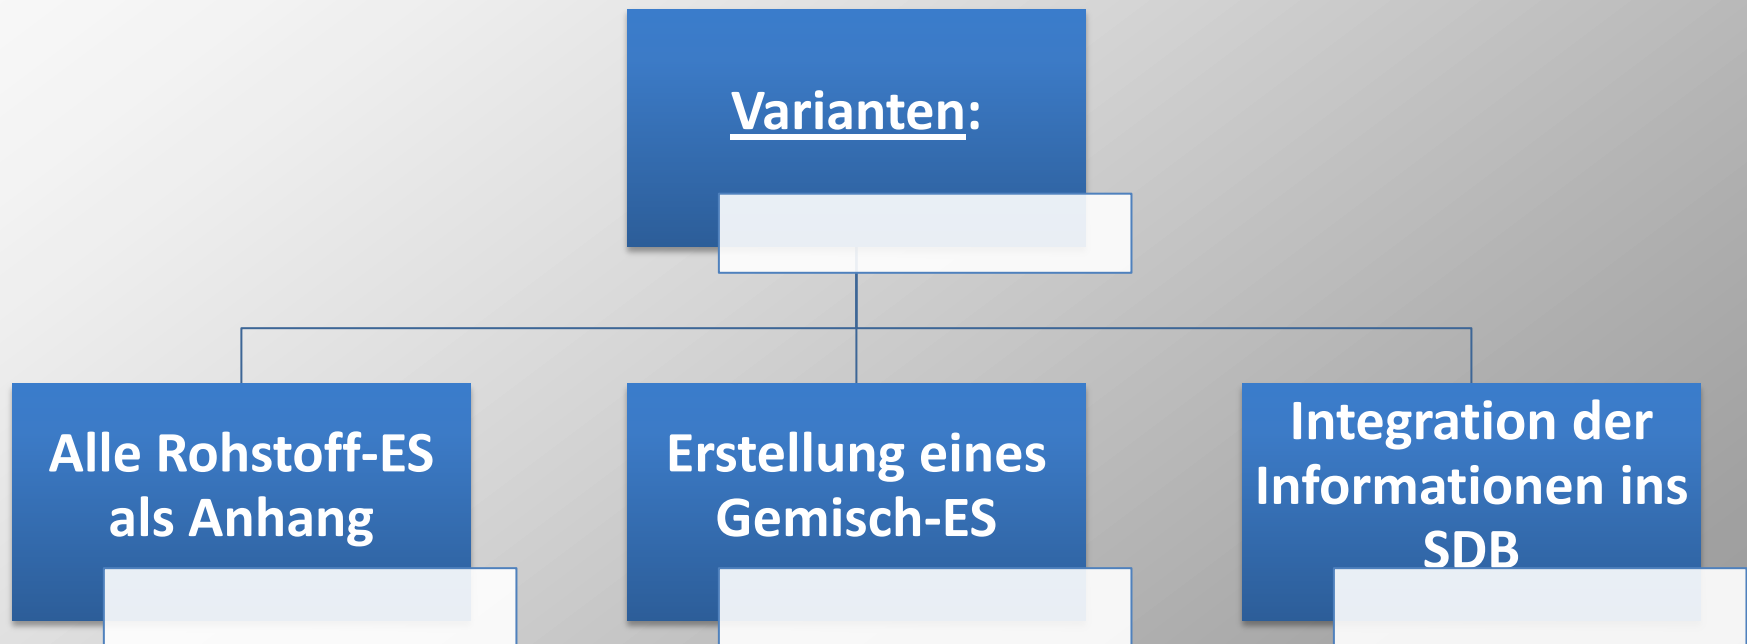 Varianten:
Alle Rohstoff-ES
als Anhang
Erstellung eines
Gemisch-ES
Integration der
Informationen ins
SDB